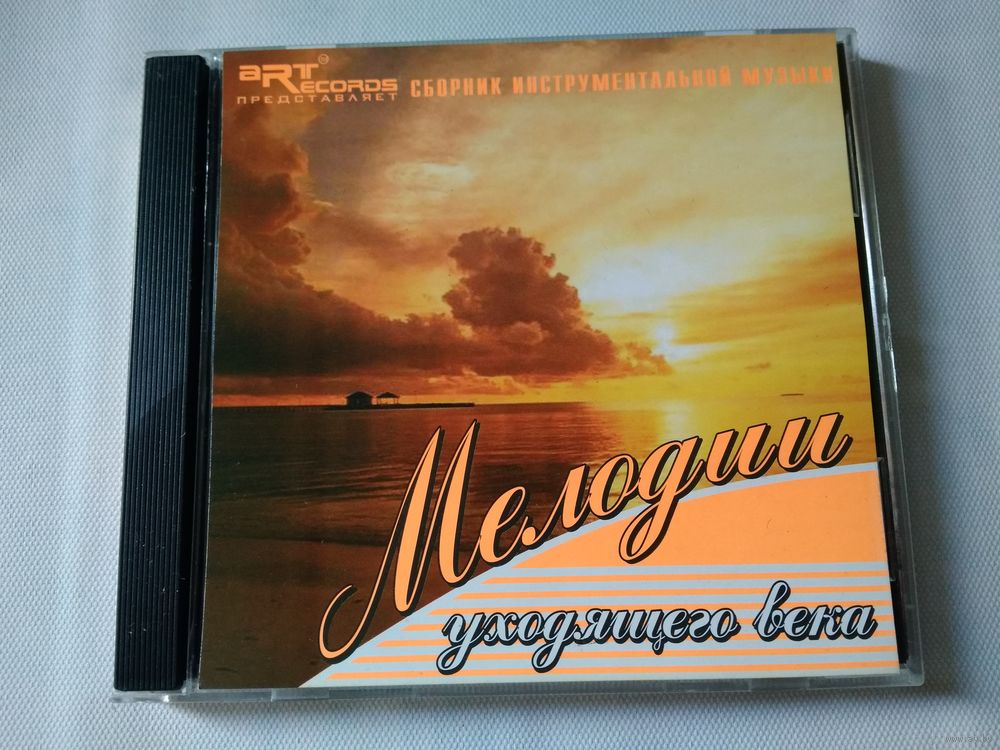 aRT RECORDS®
ПРЕДСТАВЛЯЕТ
СБОРНИК ИНСТРУМЕНТАЛЬНОЙ МУЗЫКИ
Мелодии
уходящего века